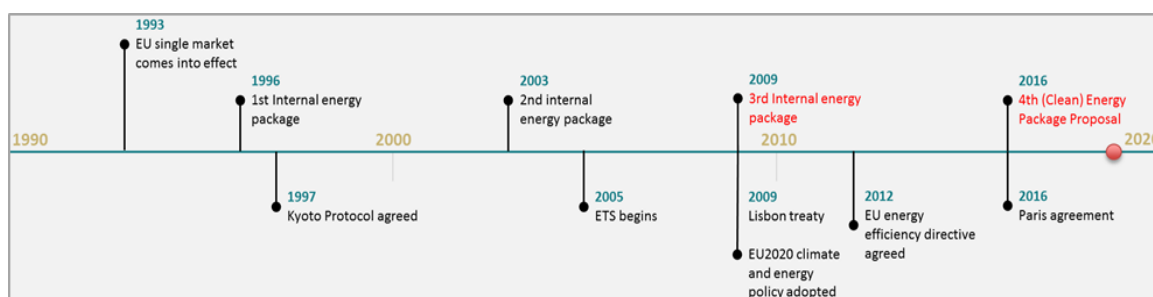 1993
EU single market
comes into effect
1996
1st Internal energy
package
2003
2nd internal
energy package
2009
3rd Internal energy
package
2016
4th (Clean) Energy
Package Proposal
1990
2000
2010
2020
1997
Kyoto Protocol agreed
2005
ETS begins
2009
Lisbon treaty
EU2020 climate
and energy
policy adopted
2012
EU energy
efficiency directive
agreed
2016
Paris agreement